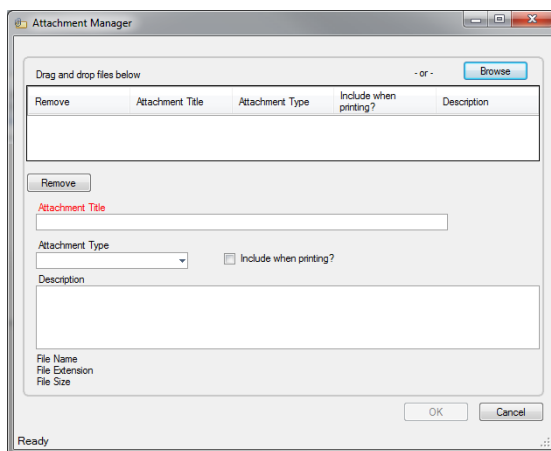 Attachment Manager
Drag and drop files below - or - Browse
Remove Attachment Title Attachment Type Include when printing? Description
Remove
Attachment Title
Attachment Type
Include when printing?
Description
File Name
File Extension
File Size
OK Cancel
Ready